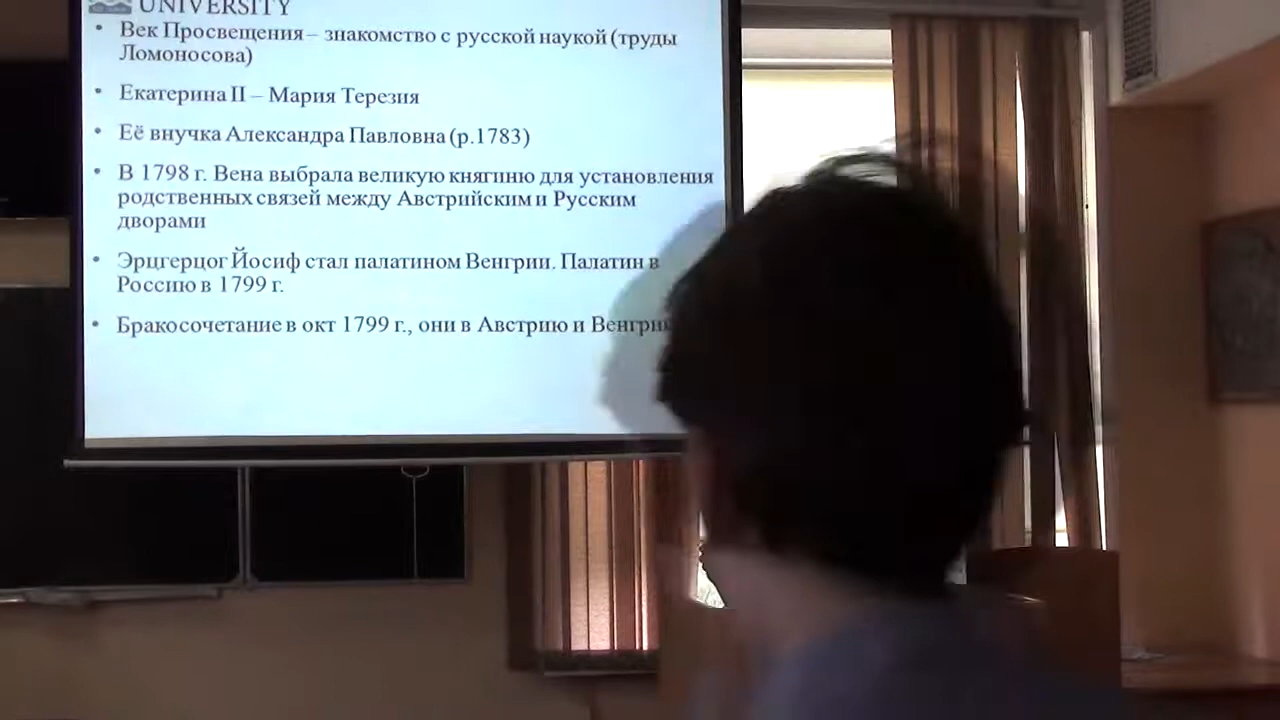 UNIVERSITY
• Век Просвещения – знакомство с русской наукой (труды
Ломоносова)
• Екатерина II – Мария Терезия
• Её внучка Александра Павловна (р.1783)
• В 1798 г. Вена выбрала великую княгиню для установления
родственных связей между Австрийским и Русским
дворами
• Эрцгерцог Йосиф стал палатином Венгрии. Палатин в
Россию в 1799 г.
• Бракосочетание в окт 1799 г., они в Австрию и